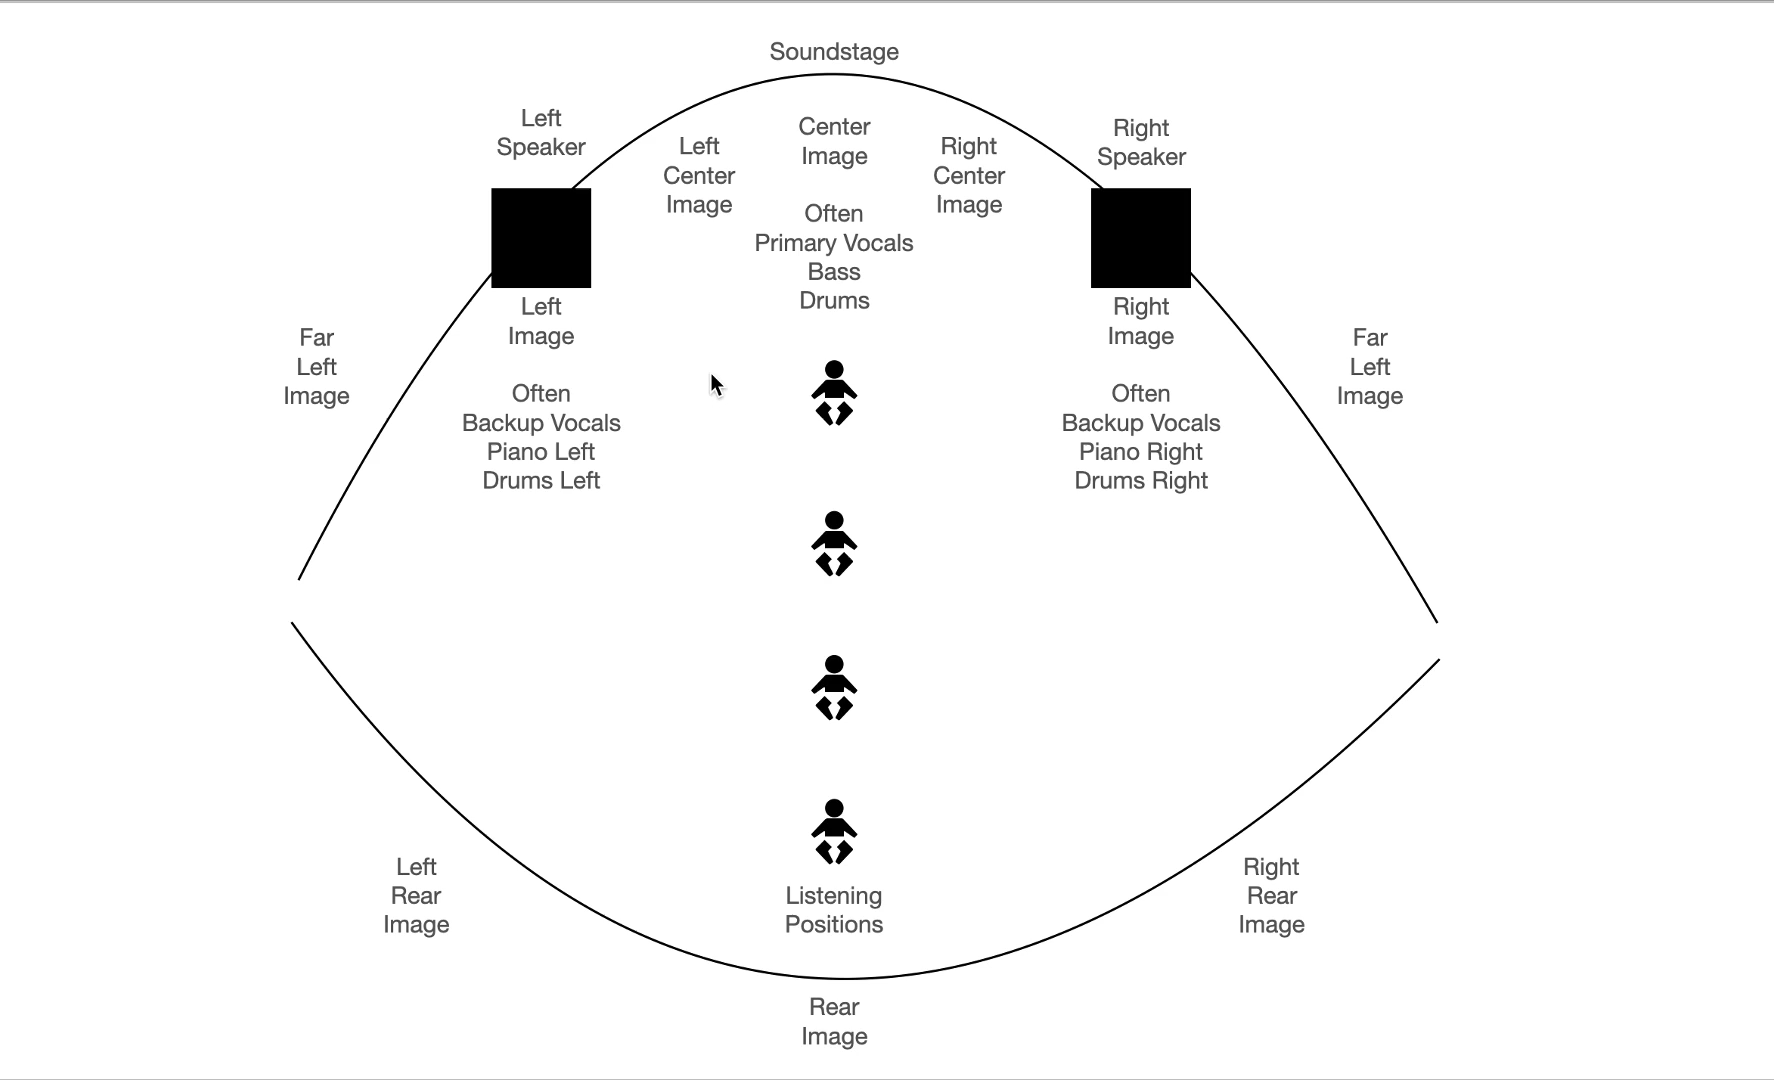 Soundstage
Left
Speaker
Left
Center
Image
Center
Image
Often
Primary Vocals
Bass
Drums
Right
Center
Image
Right
Speaker
Far
Left
Image
Left
Image
Often
Backup Vocals
Piano Left
Drums Left
Right
Image
Often
Backup Vocals
Piano Right
Drums Right
Far
Left
Image
Left
Rear
Image
Listening
Positions
Right
Rear
Image
Rear
Image